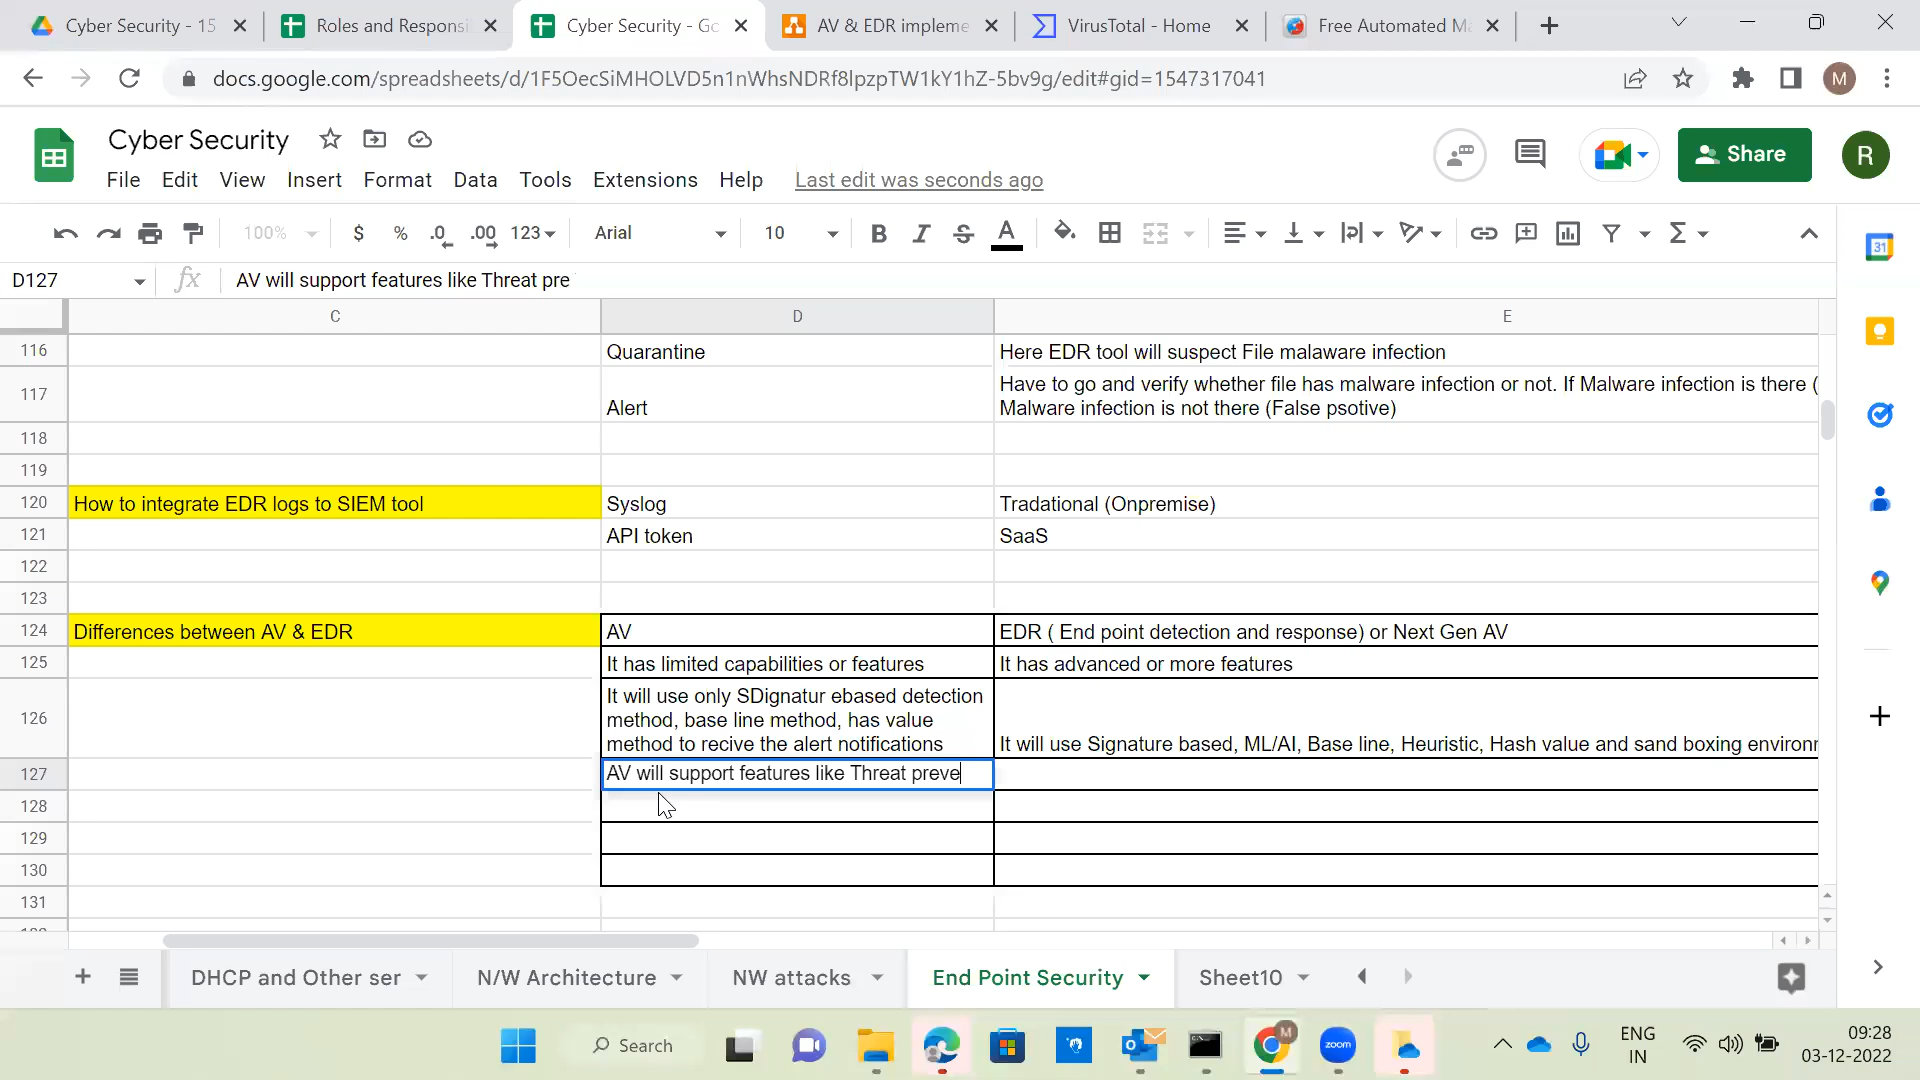 Cyber Security - 15
Roles and Responsi
Cyber Security - Go
AV & EDR impleme
VirusTotal - Home
Free Automated Ma
docs.google.com/spreadsheets/d/1F5OecSiMHOLVD5n1nWhsNDRf8lpzpTW1kY1hZ-5bv9g/edit#gid=1547317041
M
Cyber Security
Share
R
File Edit View Insert Format Data Tools Extensions Help Last edit was seconds ago
100% $ % .0 .00 123 Arial 10 B I S A
31
D127 fx AV will support features like Threat pre
C D E
116 Quarantine Here EDR tool will suspect File malaware infection
117 Alert Have to go and verify whether file has malware infection or not. If Malware infection is there (
Malware infection is not there (False psotive)
118
119
120 How to integrate EDR logs to SIEM tool Syslog Tradational (Onpremise)
121 API token SaaS
122
123
124 Differences between AV & EDR AV EDR ( End point detection and response) or Next Gen AV
125 It has limited capabilities or features It has advanced or more features
126 It will use only SDignatur ebased detection
method, base line method, has value
method to recive the alert notifications It will use Signature based, ML/AI, Base line, Heuristic, Hash value and sand boxing environm
127 AV will support features like Threat preve
128
129
130
131
DHCP and Other ser N/W Architecture NW attacks End Point Security Sheet10
Search
zoom
M
ENG
IN
09:28
03-12-2022